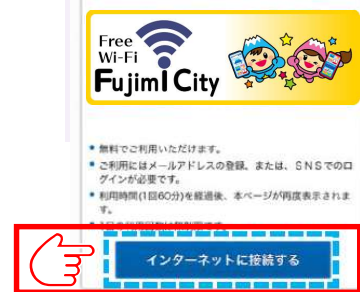 Free
Wi-Fi
Fujimi City
• 無料でご利用いただけます。
• ご利用にはメールアドレスの登録、または、SNSでのロ
グインが必要です。
• 利用時間(1回60分)を経過後、本ページが再度表示されま
す。
インターネットに接続する